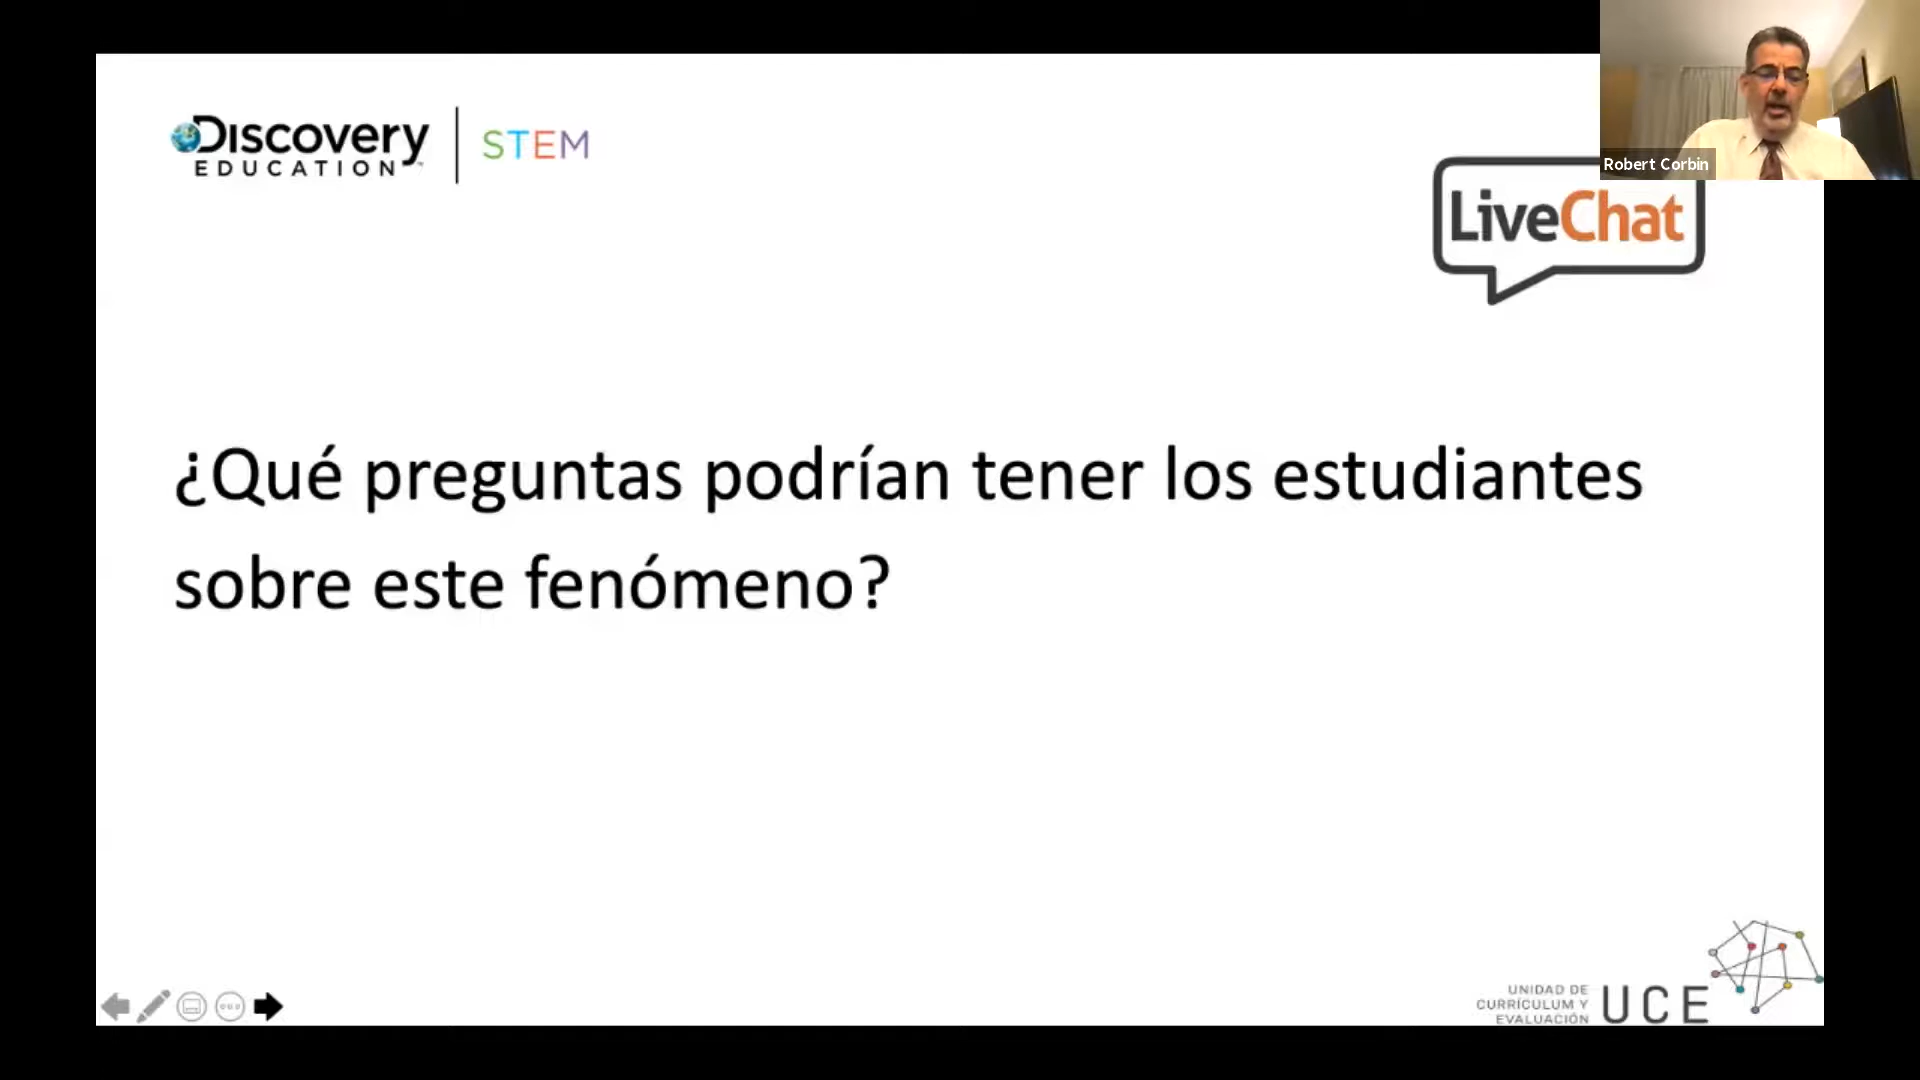 Discovery
EDUCATION
STEM
Robert Corbin
LiveChat
¿Qué preguntas podrían tener los estudiantes
sobre este fenómeno?
UNIDAD DE
CURRÍCULUM Y
EVALUACIÓN
UCE